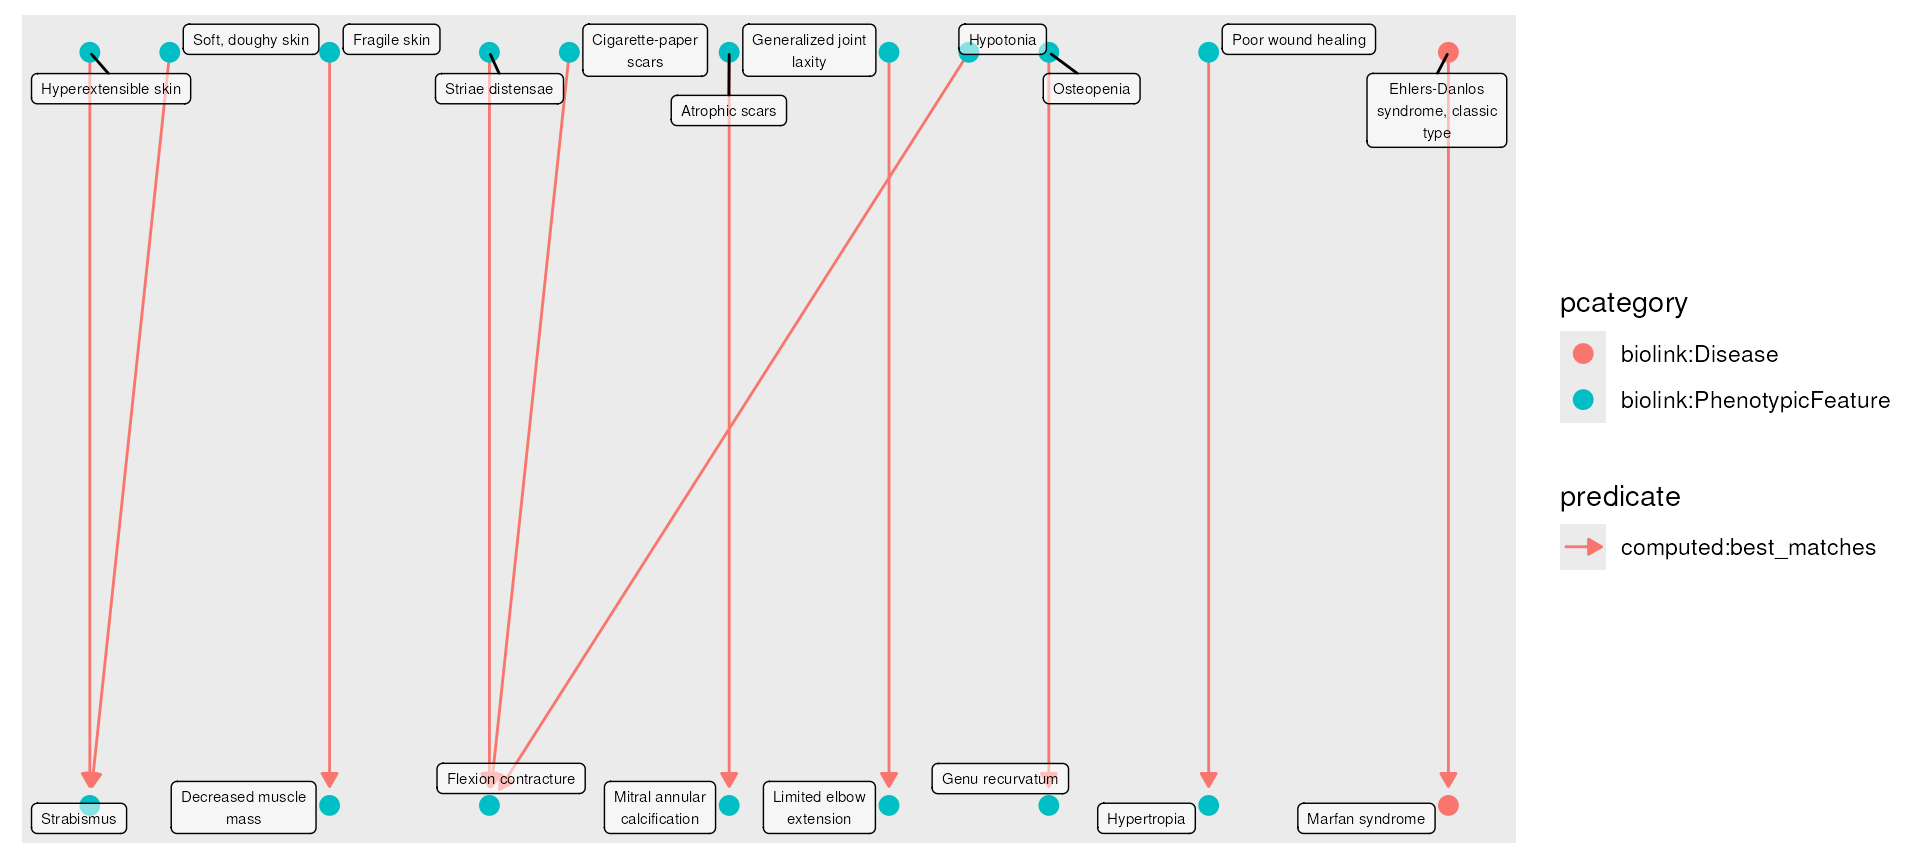 Soft, doughy skin
Fragile skin
Cigarette-paper
scars
Generalized joint
laxity
Hypotonia
Poor wound healing
Hyperextensible skin
Striae distensae
Atrophic scars
Osteopenia
Ehlers-Danlos
syndrome, classic
type
pcategory
biolink:Disease
biolink:PhenotypicFeature
predicate
computed:best_matches
Flexion contracture
Genu recurvatum
Strabismus
Decreased muscle
mass
Mitral annular
calcification
Limited elbow
extension
Hypertropia
Marfan syndrome